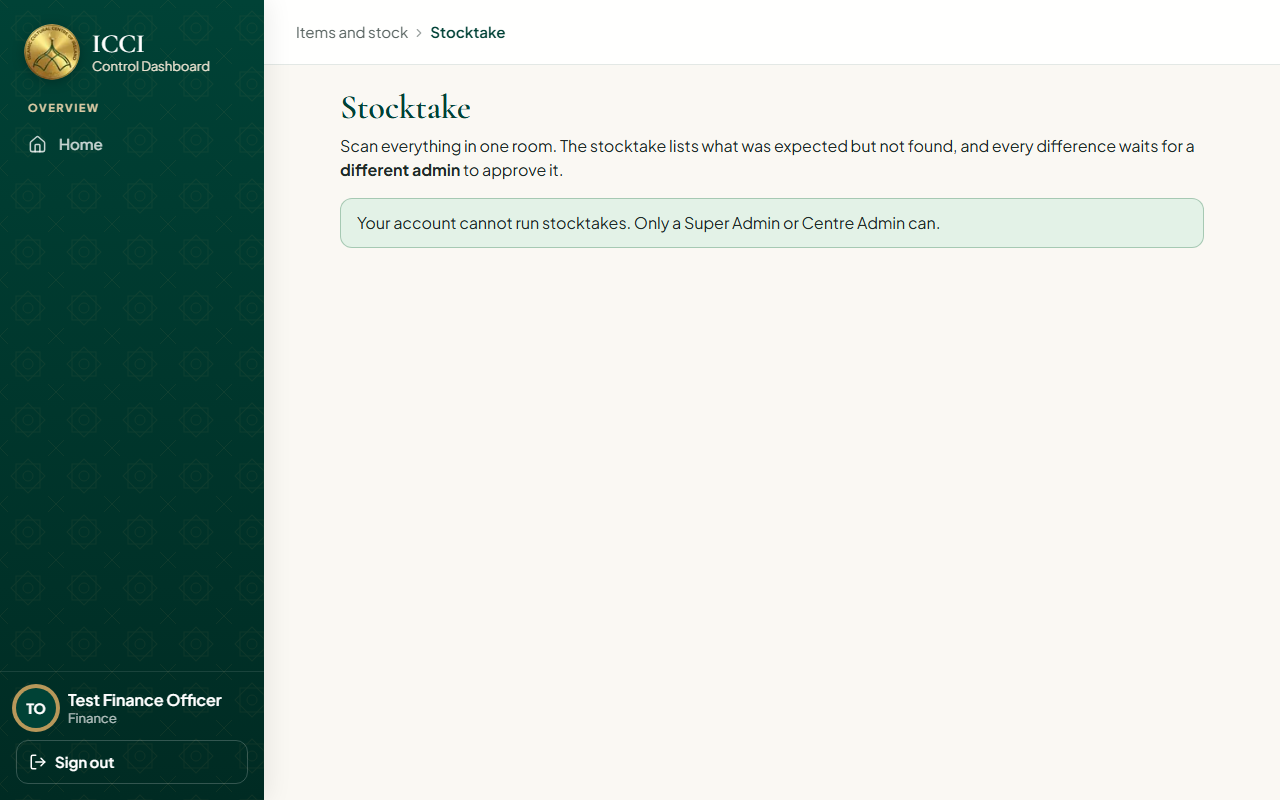 ICCI
Control Dashboard
OVERVIEW
Home
Test Finance Officer
TO
Finance
Sign out
Items and stock > Stocktake
Stocktake
Scan everything in one room. The stocktake lists what was expected but not found, and every difference waits for a
different admin to approve it.
Your account cannot run stocktakes. Only a Super Admin or Centre Admin can.